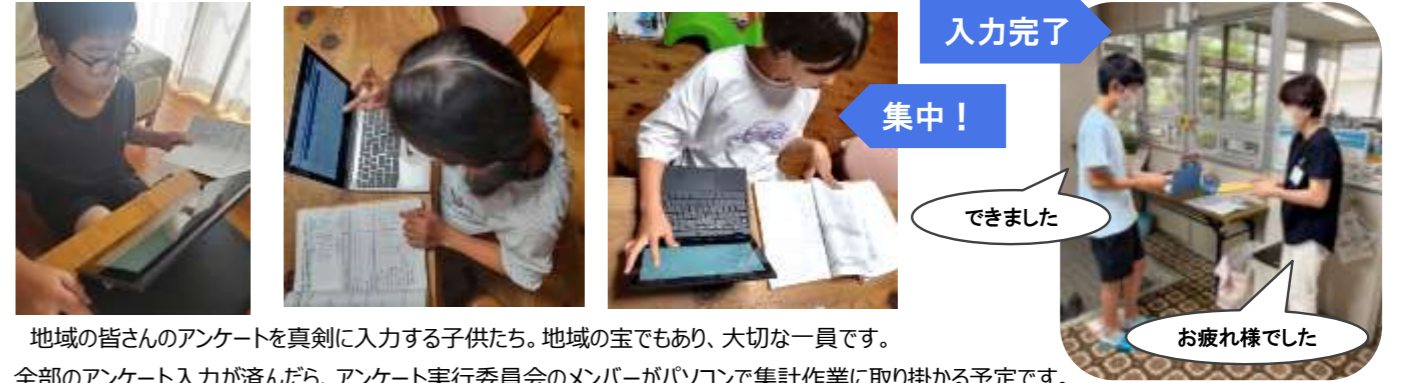 入力完了
集中！
できました
お疲れ様でした
地域の皆さんのアンケートを真剣に入力する子供たち。地域の宝でもあり、大切な一員です。
全部のアンケート入力が済んだら、アンケート実行委員会のメンバーがパソコンで集計作業に取り掛かる予定です。